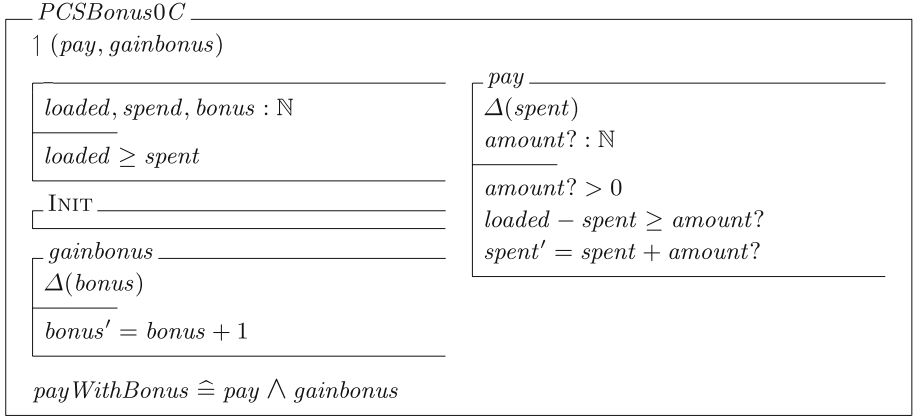 PCSBonus0C
↾ (pay, gainbonus)
loaded, spend, bonus : ℕ
loaded ≥ spent
INIT
gainbonus
Δ(bonus)
bonus′ = bonus + 1
pay
Δ(spent)
amount? : ℕ
amount? > 0
loaded − spent ≥ amount?
spent′ = spent + amount?
payWithBonus ≙ pay ∧ gainbonus